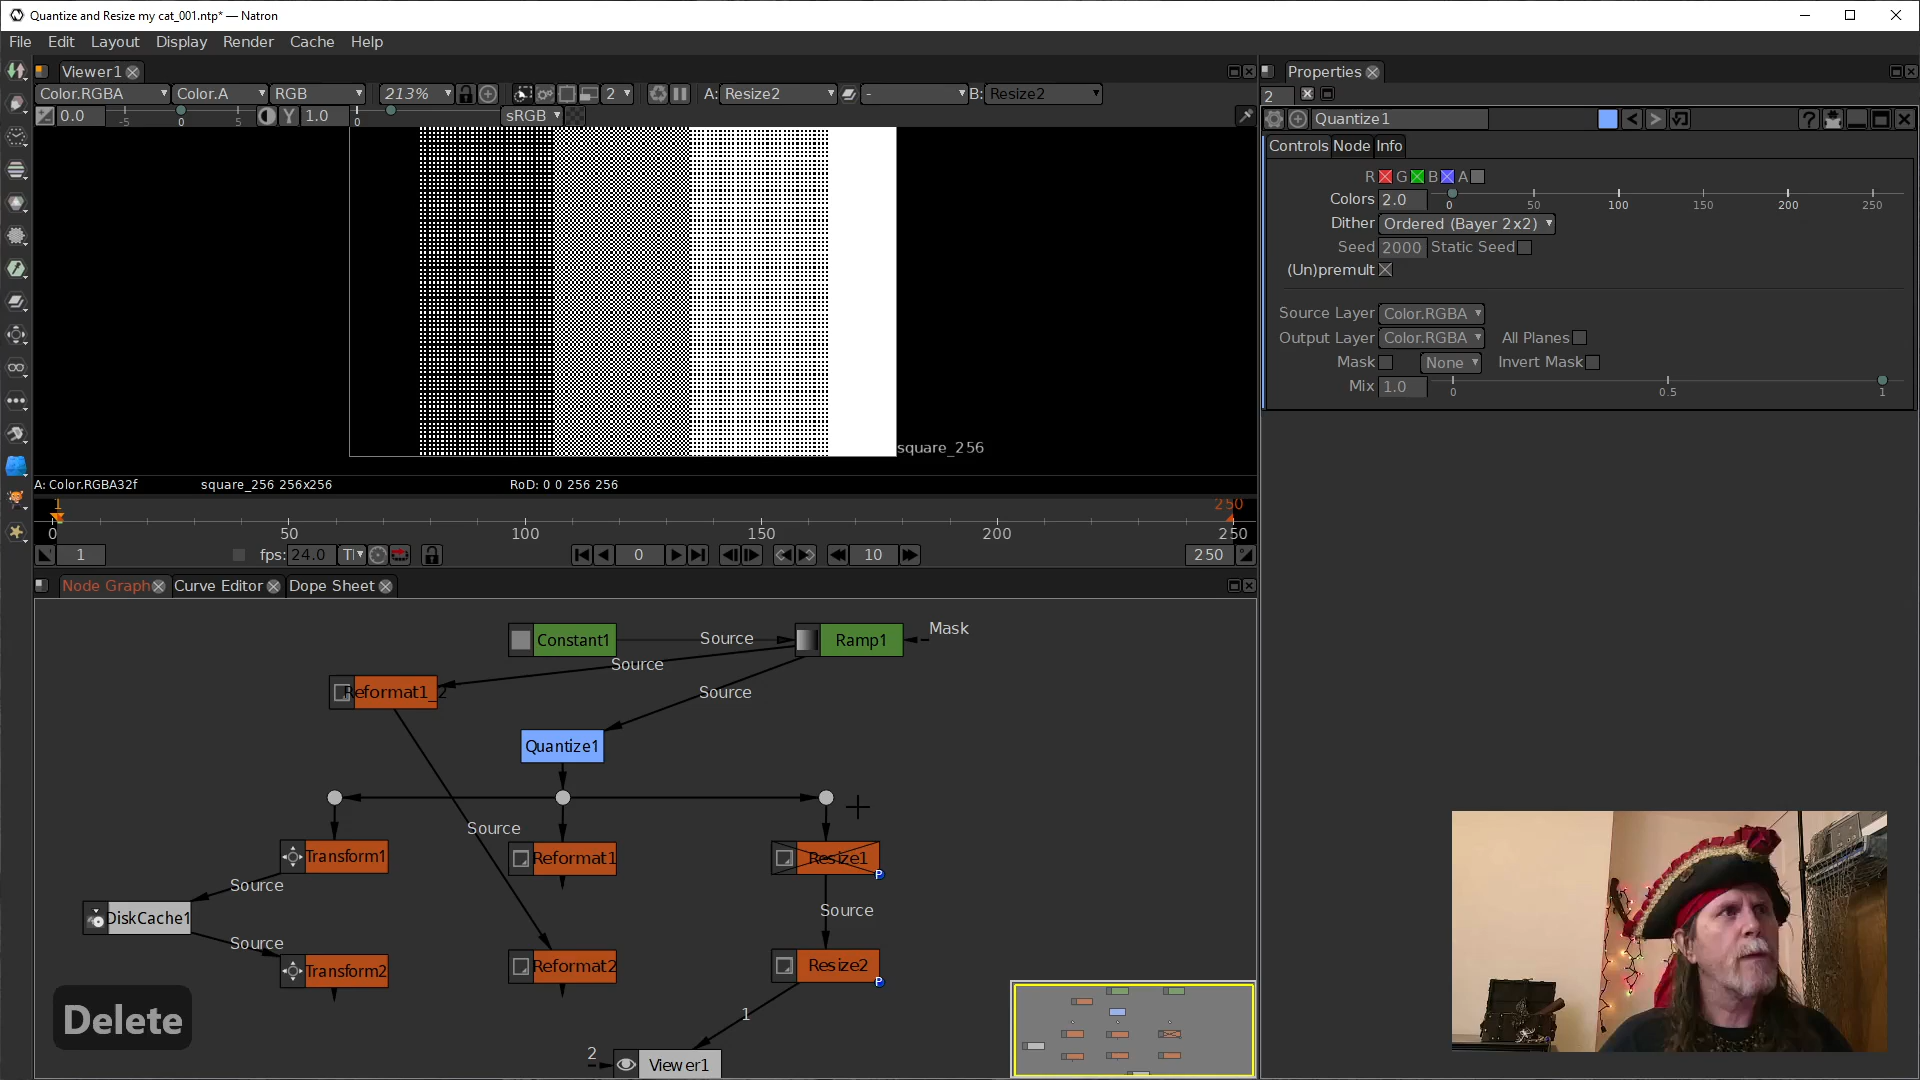 Quantize and Resize my cat_001.ntp* — Natron
File Edit Layout Display Render Cache Help
Viewer1
Color.RGBA Color.A RGB 213% 2 A: Resize2 - B: Resize2
0.0 -5 0 5 Y 1.0 0 sRGB
square_256
A: Color.RGBA32f square_256 256x256 RoD: 0 0 256 256
1 250
0 50 100 150 200 250
1 fps: 24.0 0 10 250
Node Graph Curve Editor Dope Sheet
Constant1 Source Ramp1 Mask
Source
Reformat1_2 Source
Quantize1
Source
Transform1 Reformat1 Resize1 P
Source
Source
DiskCache1
Source
Transform2 Reformat2 Resize2 P
1
2 Viewer1
Delete
Properties
2
Quantize1 ?
Controls Node Info
R G B A
Colors 2.0 0 50 100 150 200 250
Dither Ordered (Bayer 2x2)
Seed 2000 Static Seed
(Un)premult
Source Layer Color.RGBA
Output Layer Color.RGBA All Planes
Mask None Invert Mask
Mix 1.0 0 0.5 1